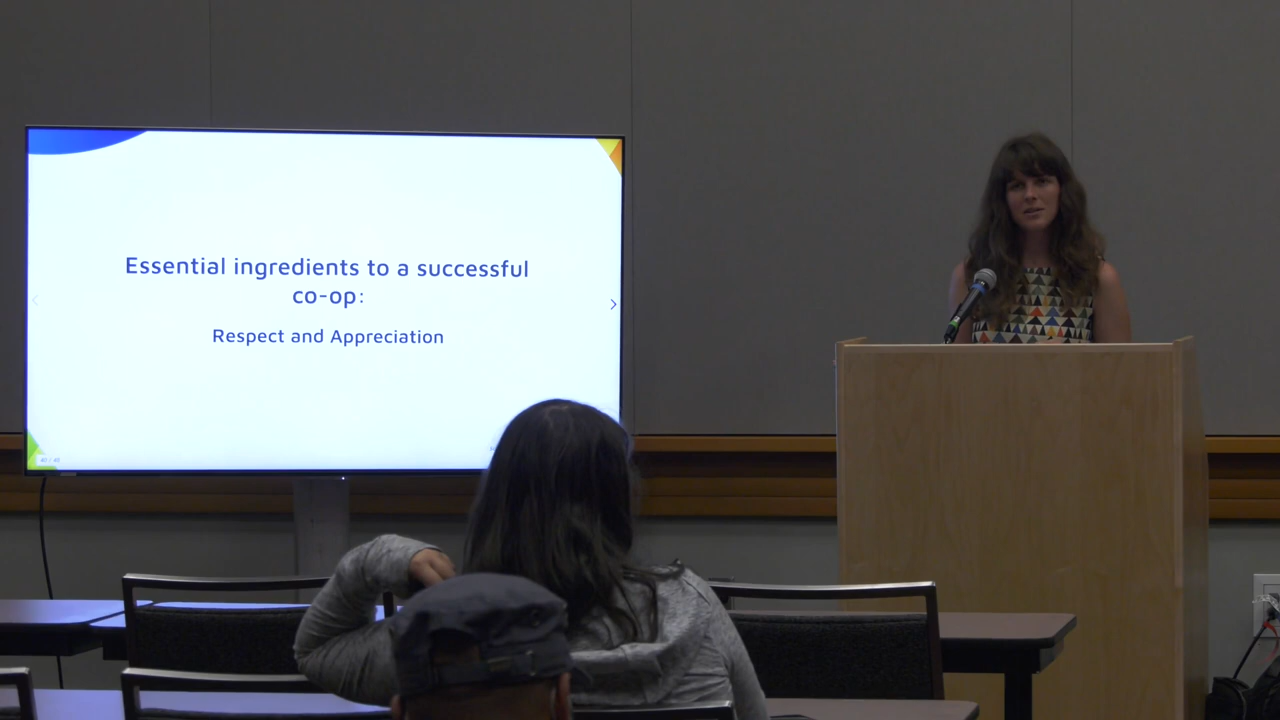 Essential ingredients to a successful
co-op:
Respect and Appreciation